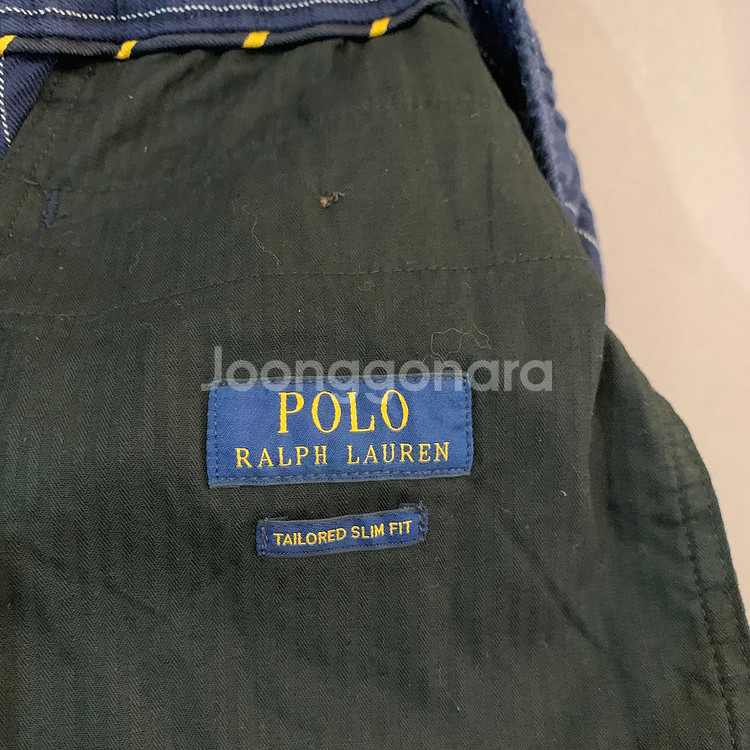 Joonggonara
POLO
RALPH LAUREN
TAILORED SLIM FIT